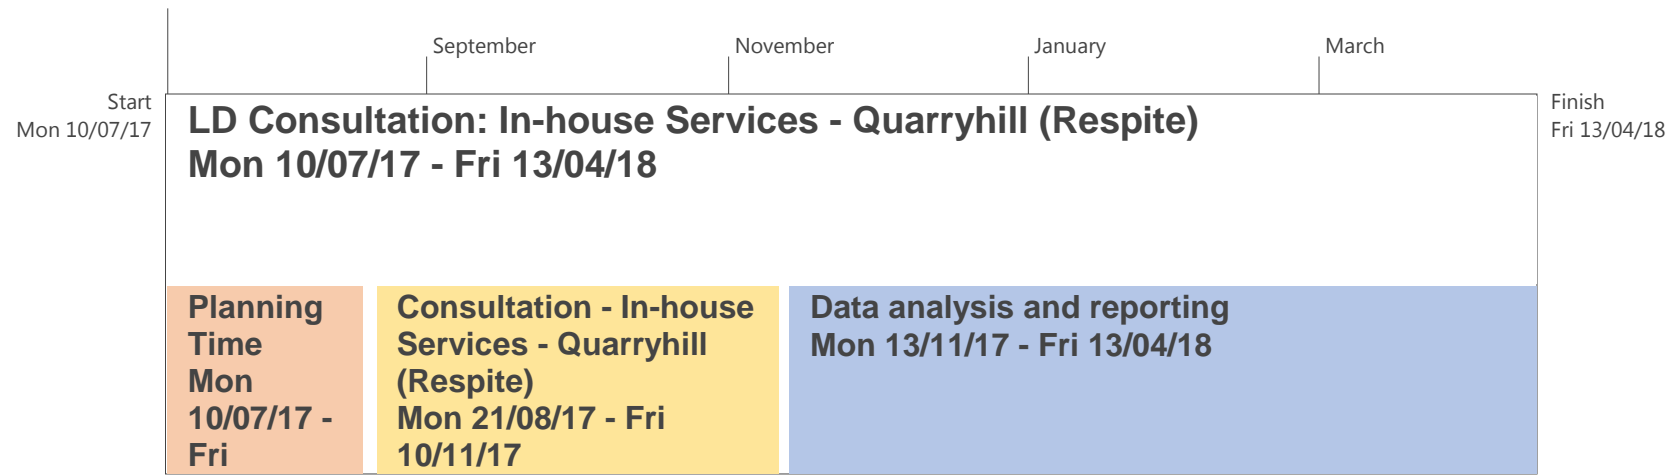 September
November
January
March
Start
Mon 10/07/17
LD Consultation: In-house Services - Quarryhill (Respite)
Mon 10/07/17 - Fri 13/04/18
Finish
Fri 13/04/18
Planning
Time
Mon
10/07/17 -
Fri
Consultation - In-house
Services - Quarryhill
(Respite)
Mon 21/08/17 - Fri
10/11/17
Data analysis and reporting
Mon 13/11/17 - Fri 13/04/18